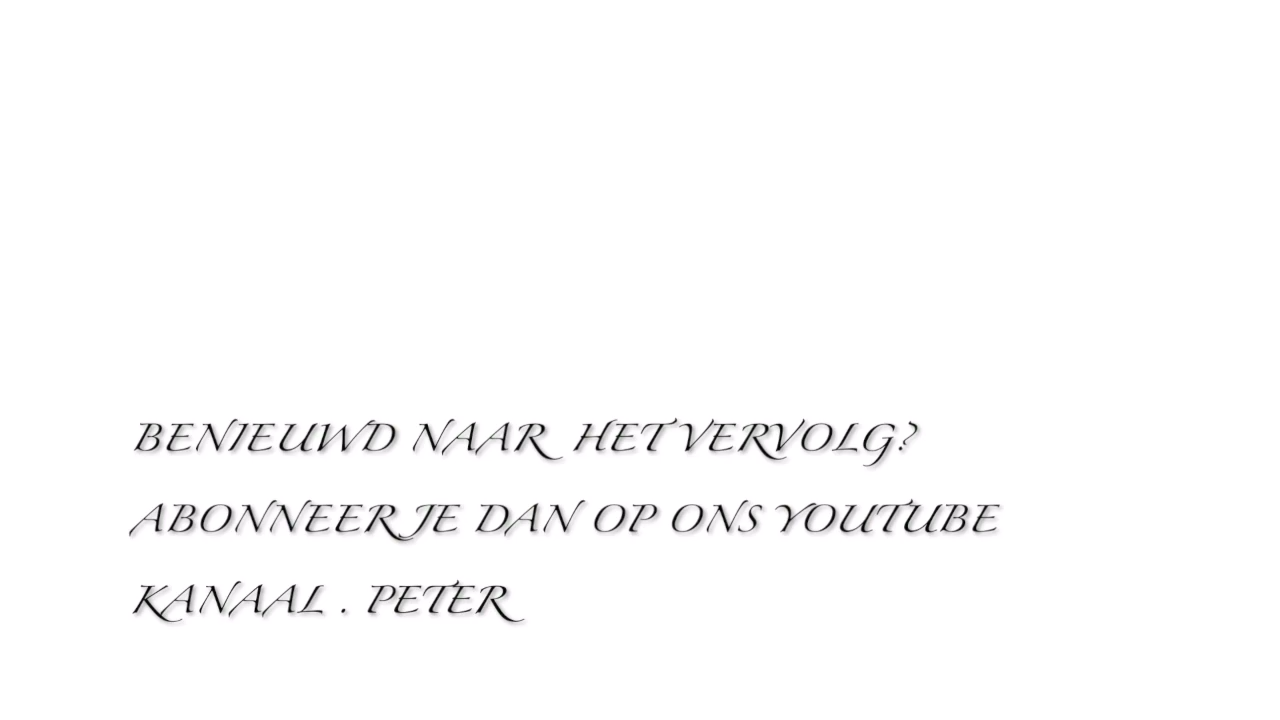 BENIEUWD NAAR HET VERVOLG?
ABONNEER JE DAN OP ONS YOUTUBE
KANAAL . PETER